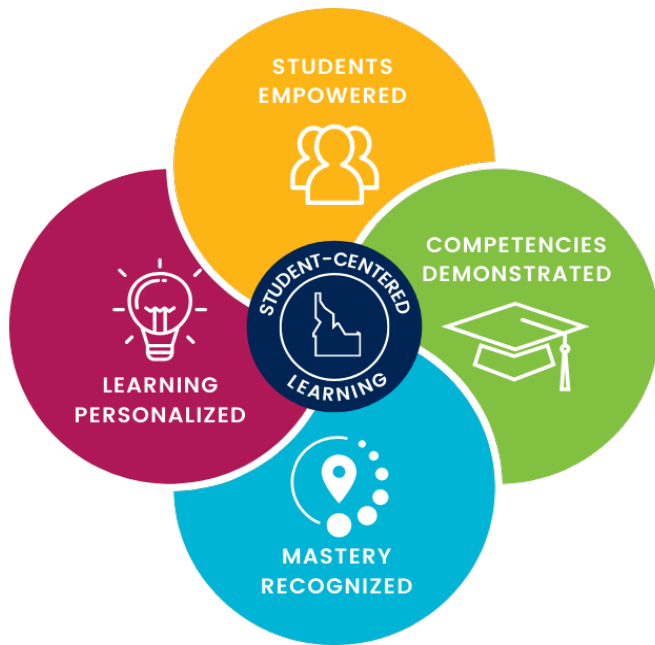 STUDENTS
EMPOWERED
COMPETENCIES
DEMONSTRATED
STUDENT-CENTERED
LEARNING
LEARNING
PERSONALIZED
MASTERY
RECOGNIZED